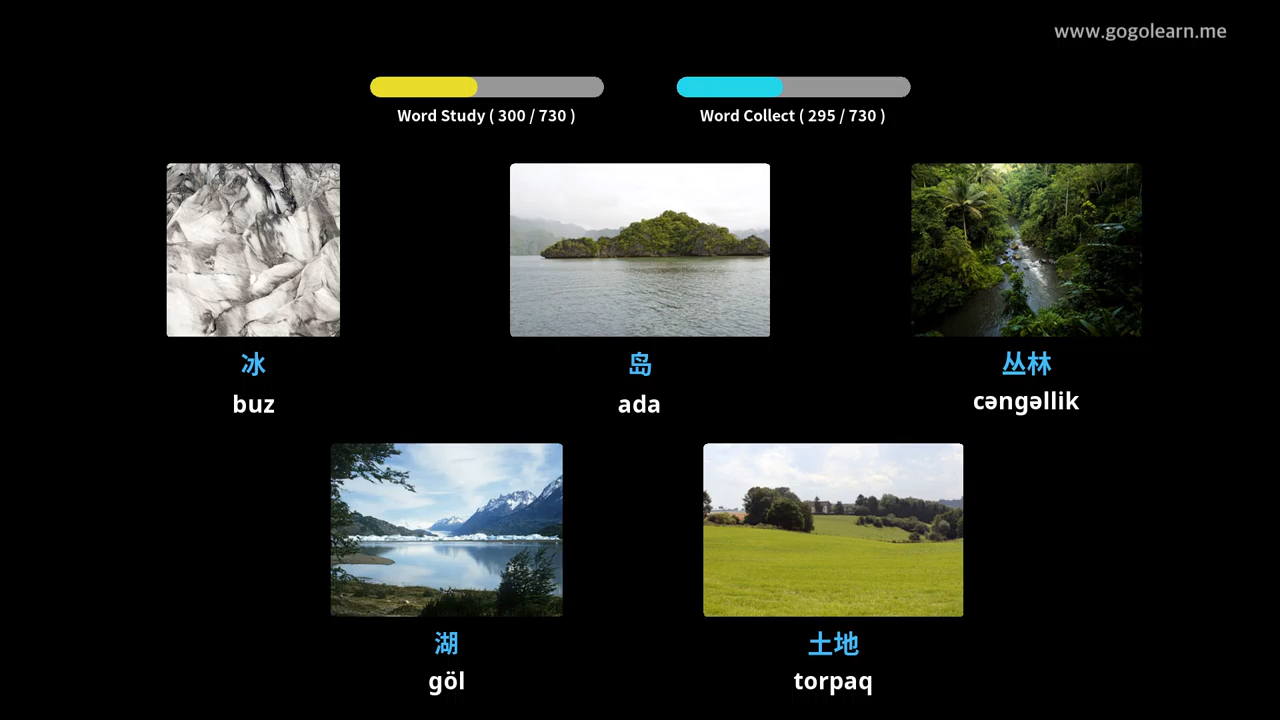 www.gogolearn.me
Word Study ( 300 / 730 )
Word Collect ( 295 / 730 )
冰
buz
岛
ada
丛林
cəngəllik
湖
göl
土地
torpaq